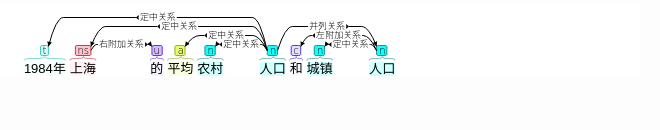 定中关系
定中关系 并列关系
定中关系 左附加关系
右附加关系 定中关系 定中关系
t ns u a n n c n n
1984年 上海 的 平均 农村 人口 和 城镇 人口